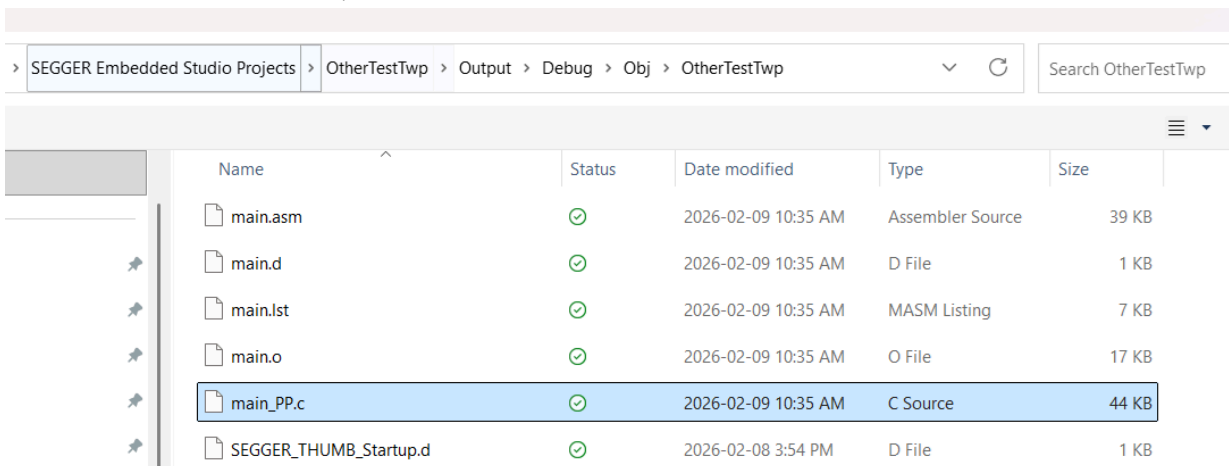 > SEGGER Embedded Studio Projects > OtherTestTwp > Output > Debug > Obj > OtherTestTwp Search OtherTestTwp
Name Status Date modified Type Size
main.asm 2026-02-09 10:35 AM Assembler Source 39 KB
main.d 2026-02-09 10:35 AM D File 1 KB
main.lst 2026-02-09 10:35 AM MASM Listing 7 KB
main.o 2026-02-09 10:35 AM O File 17 KB
main_PP.c 2026-02-09 10:35 AM C Source 44 KB
SEGGER_THUMB_Startup.d 2026-02-08 3:54 PM D File 1 KB